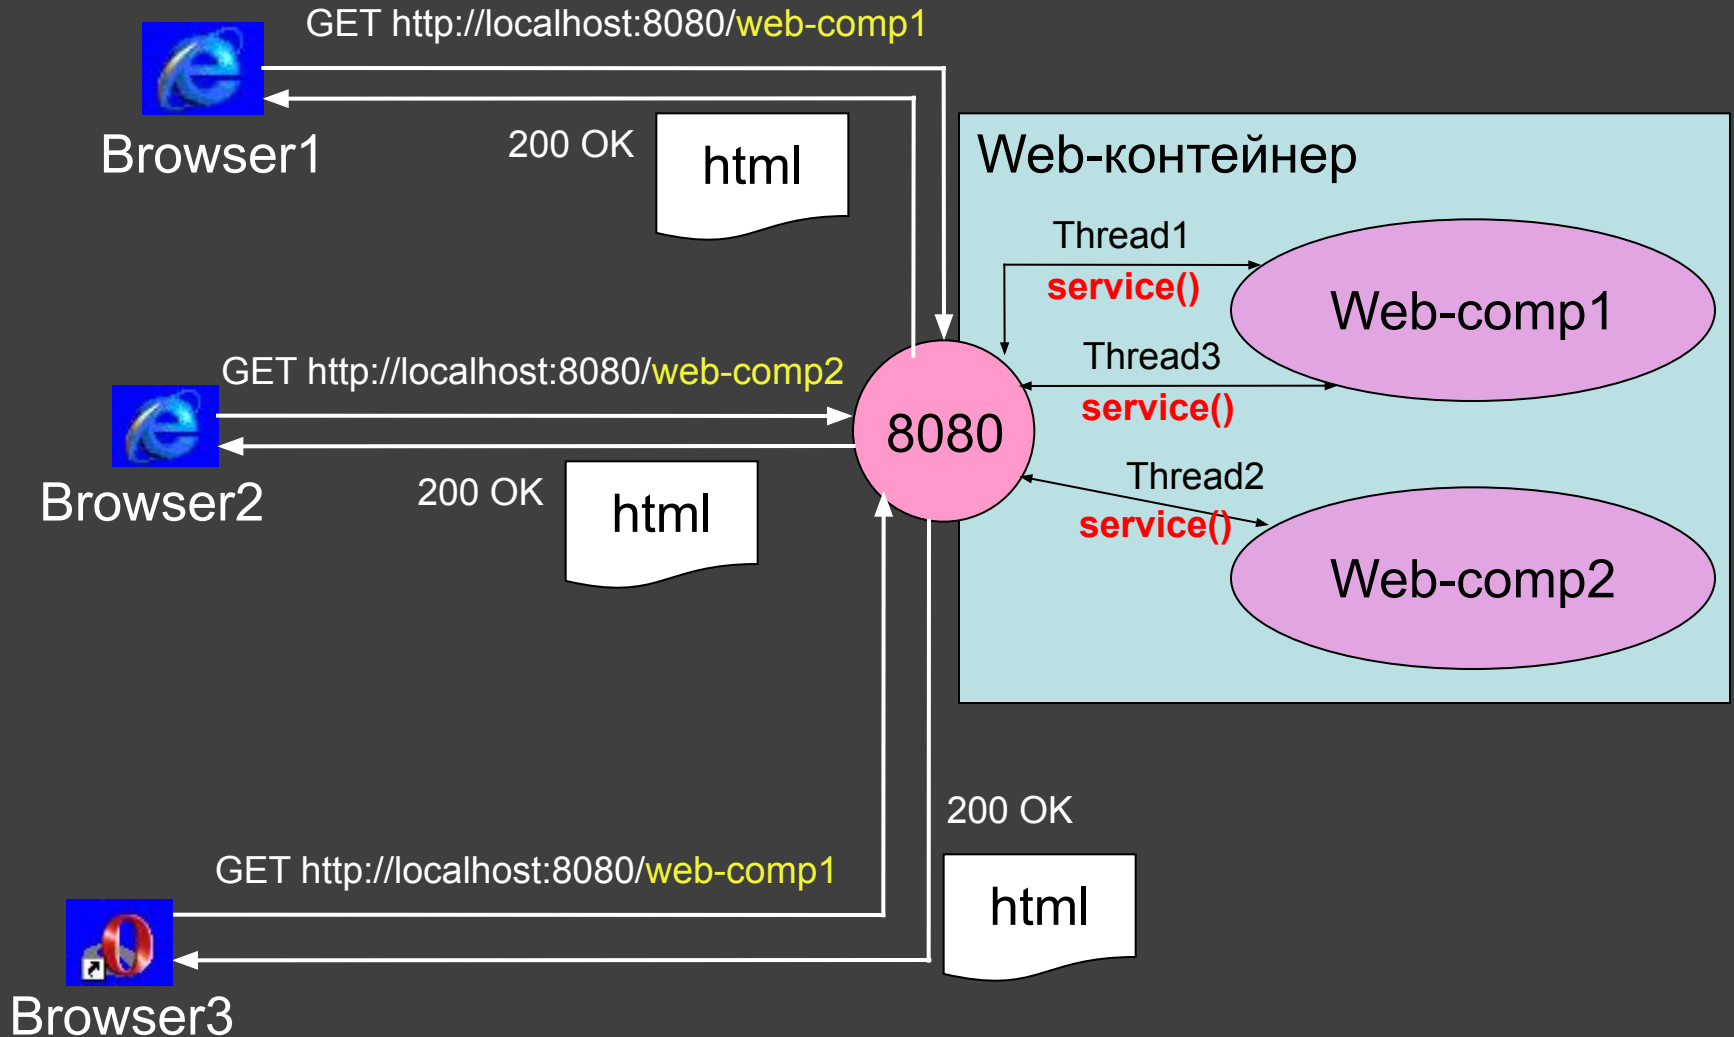 GET http://localhost:8080/web-comp1
Browser1
200 OK
html
Web-контейнер
Thread1
service()
Web-comp1
Thread3
service()
GET http://localhost:8080/web-comp2
8080
Browser2
200 OK
html
Thread2
service()
Web-comp2
200 OK
GET http://localhost:8080/web-comp1
html
Browser3